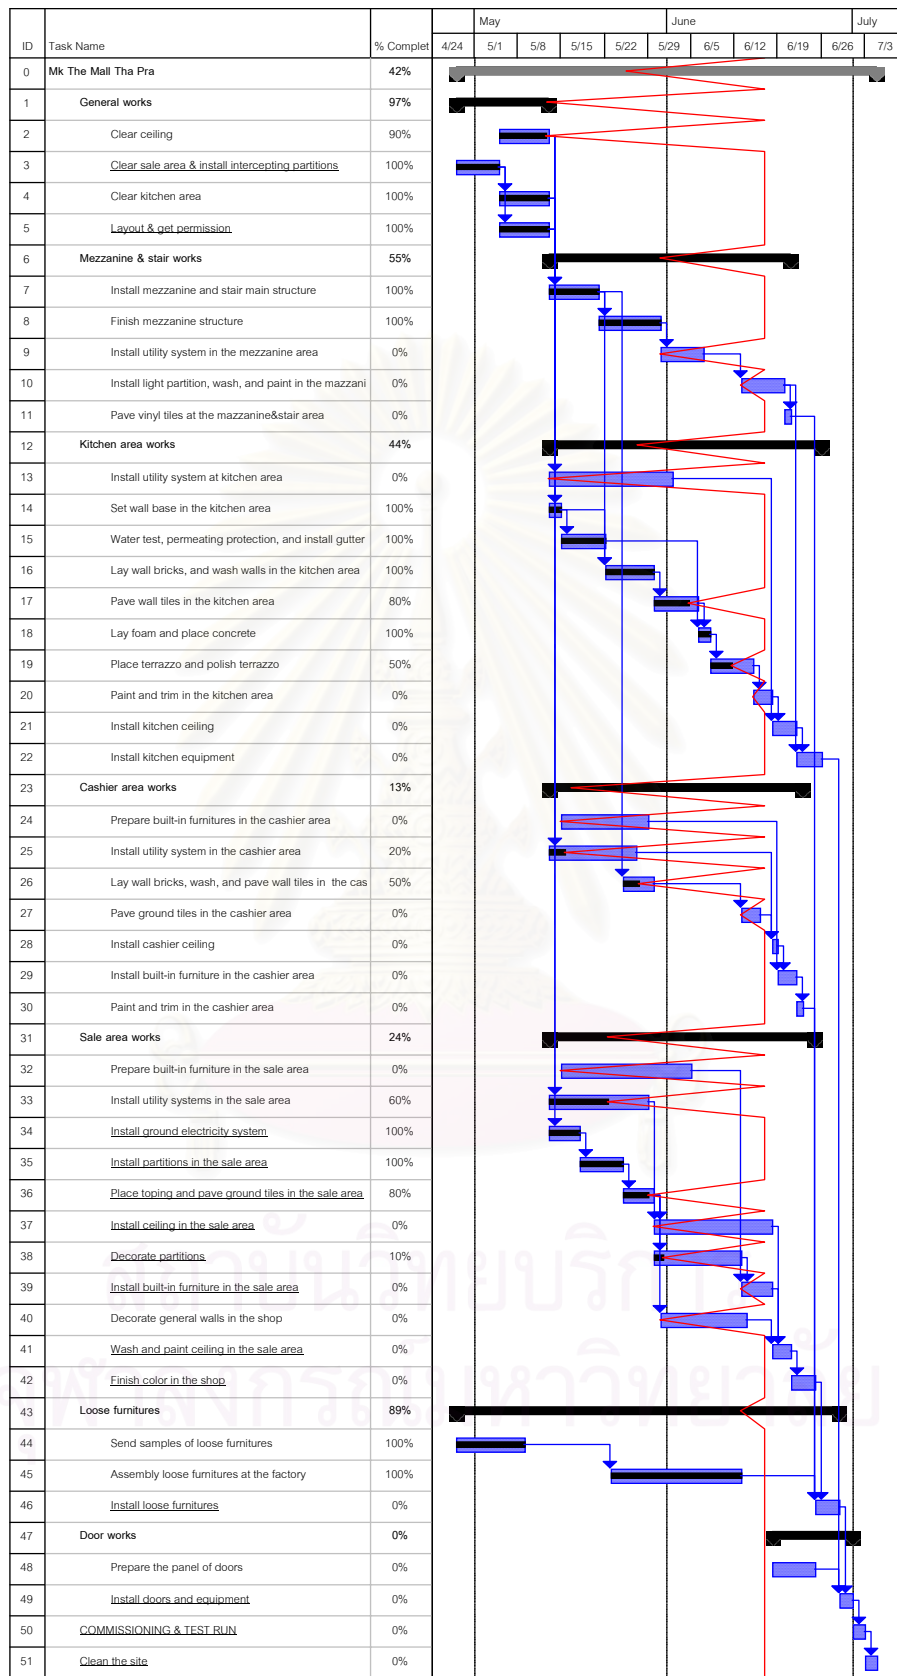 May June July
ID Task Name % Complet 4/24 5/1 5/8 5/15 5/22 5/29 6/5 6/12 6/19 6/26 7/3
0 Mk The Mall Tha Pra 42%
1 General works 97%
2 Clear ceiling 90%
3 Clear sale area & install intercepting partitions 100%
4 Clear kitchen area 100%
5 Layout & get permission 100%
6 Mezzanine & stair works 55%
7 Install mezzanine and stair main structure 100%
8 Finish mezzanine structure 100%
9 Install utility system in the mezzanine area 0%
10 Install light partition, wash, and paint in the mazzani 0%
11 Pave vinyl tiles at the mazzanine&stair area 0%
12 Kitchen area works 44%
13 Install utility system at kitchen area 0%
14 Set wall base in the kitchen area 100%
15 Water test, permeating protection, and install gutter 100%
16 Lay wall bricks, and wash walls in the kitchen area 100%
17 Pave wall tiles in the kitchen area 80%
18 Lay foam and place concrete 100%
19 Place terrazzo and polish terrazzo 50%
20 Paint and trim in the kitchen area 0%
21 Install kitchen ceiling 0%
22 Install kitchen equipment 0%
23 Cashier area works 13%
24 Prepare built-in furnitures in the cashier area 0%
25 Install utility system in the cashier area 20%
26 Lay wall bricks, wash, and pave wall tiles in the cas 50%
27 Pave ground tiles in the cashier area 0%
28 Install cashier ceiling 0%
29 Install built-in furniture in the cashier area 0%
30 Paint and trim in the cashier area 0%
31 Sale area works 24%
32 Prepare built-in furniture in the sale area 0%
33 Install utility systems in the sale area 60%
34 Install ground electricity system 100%
35 Install partitions in the sale area 100%
36 Place toping and pave ground tiles in the sale area 80%
37 Install ceiling in the sale area 0%
38 Decorate partitions 10%
39 Install built-in furniture in the sale area 0%
40 Decorate general walls in the shop 0%
41 Wash and paint ceiling in the sale area 0%
42 Finish color in the shop 0%
43 Loose furnitures 89%
44 Send samples of loose furnitures 100%
45 Assembly loose furnitures at the factory 100%
46 Install loose furnitures 0%
47 Door works 0%
48 Prepare the panel of doors 0%
49 Install doors and equipment 0%
50 COMMISSIONING & TEST RUN 0%
51 Clean the site 0%